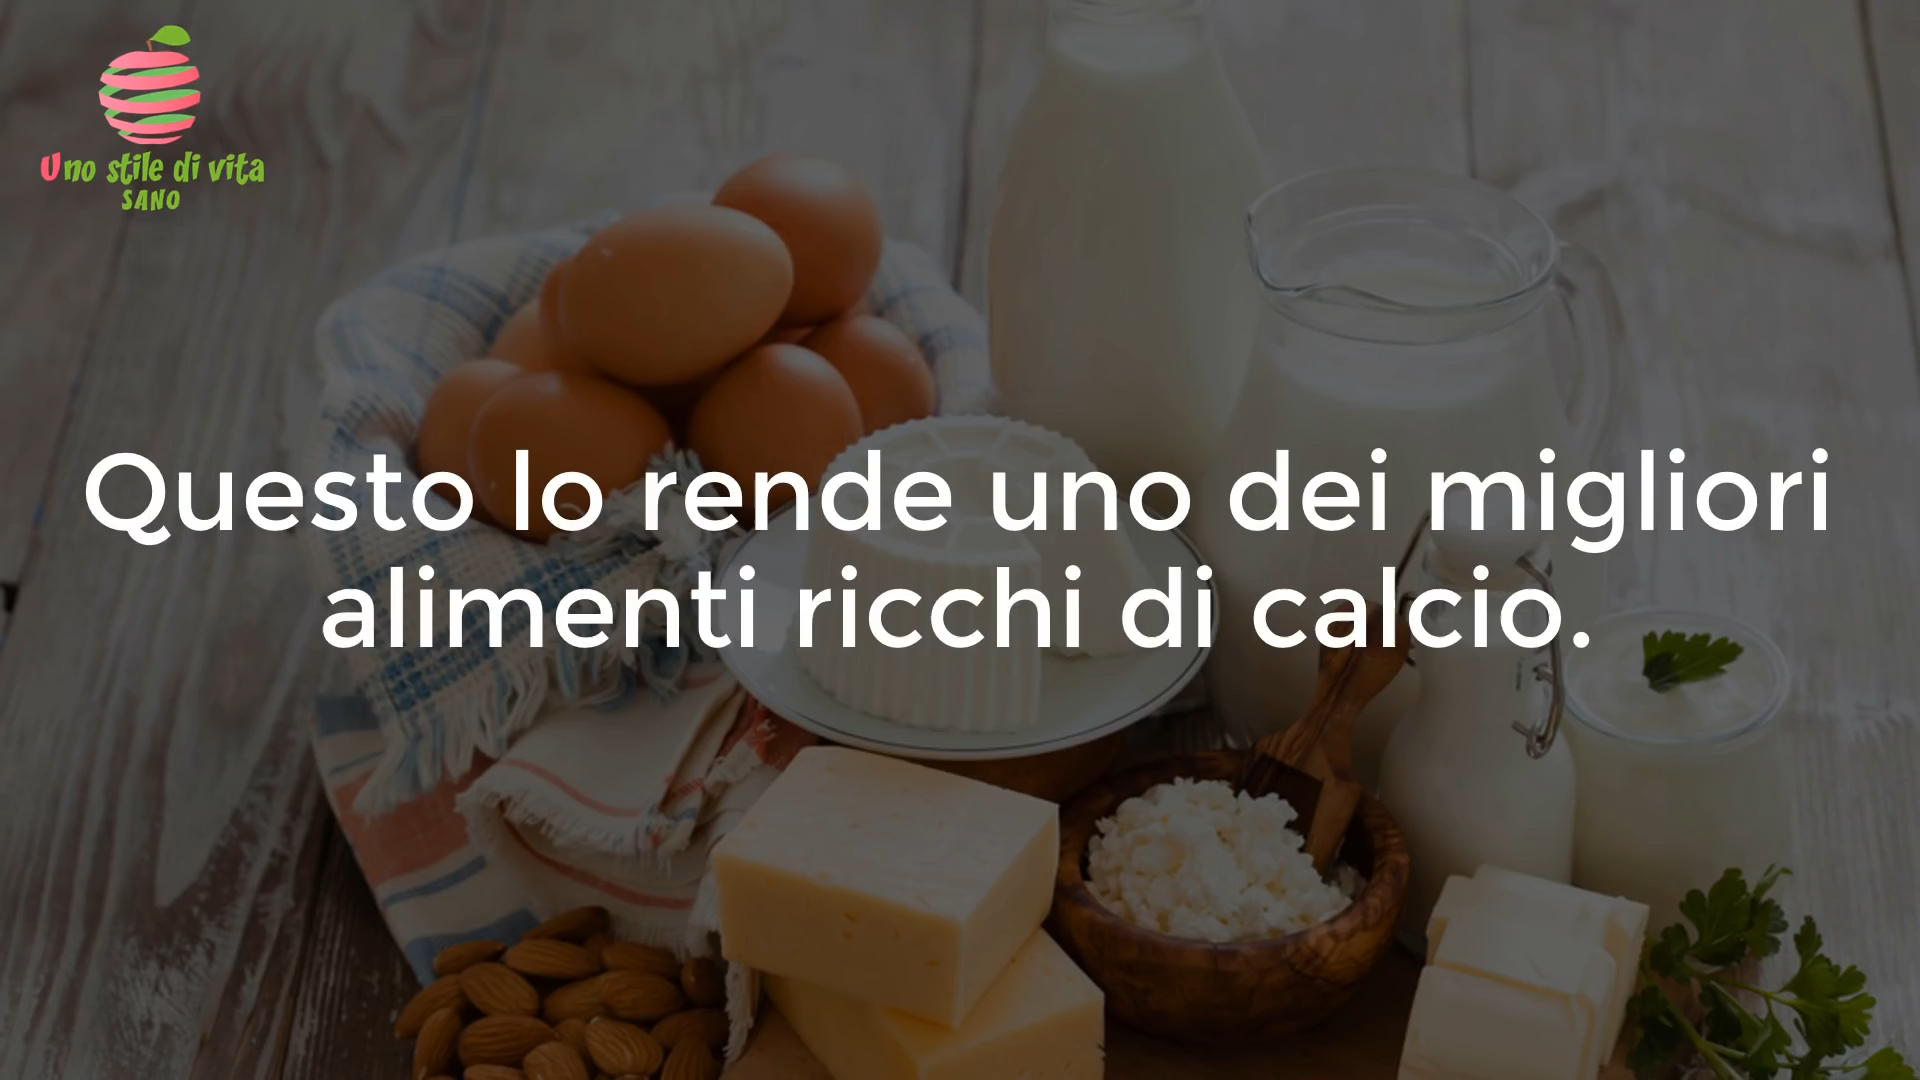 Uno stile di vita
SANO
Questo lo rende uno dei migliori
alimenti ricchi di calcio.